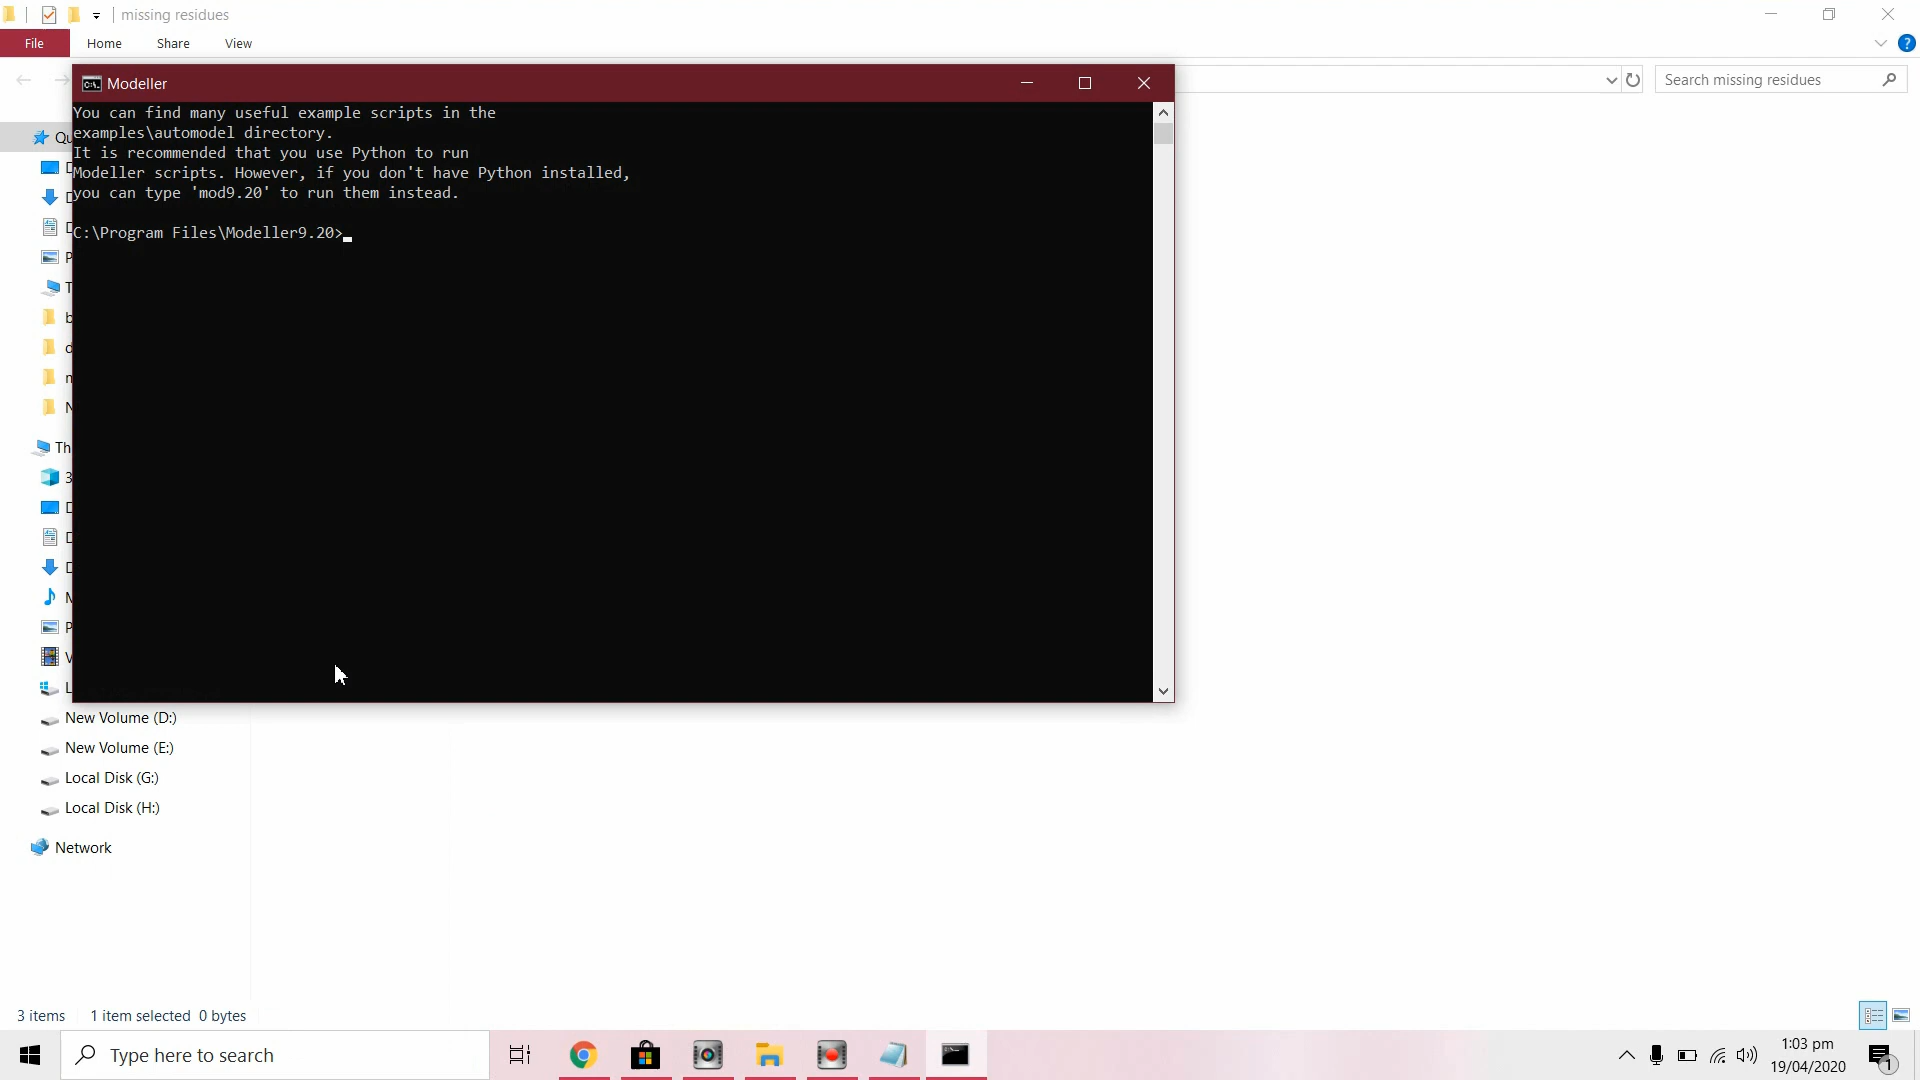 missing residues
File
Home
Share
View
Modeller
Search missing residues
You can find many useful example scripts in the
examples\automodel directory.
It is recommended that you use Python to run
Modeller scripts. However, if you don't have Python installed,
you can type 'mod9.20' to run them instead.
C:\Program Files\Modeller9.20>
New Volume (D:)
New Volume (E:)
Local Disk (G:)
Local Disk (H:)
Network
3 items
1 item selected 0 bytes
Type here to search
1:03 pm
19/04/2020
1